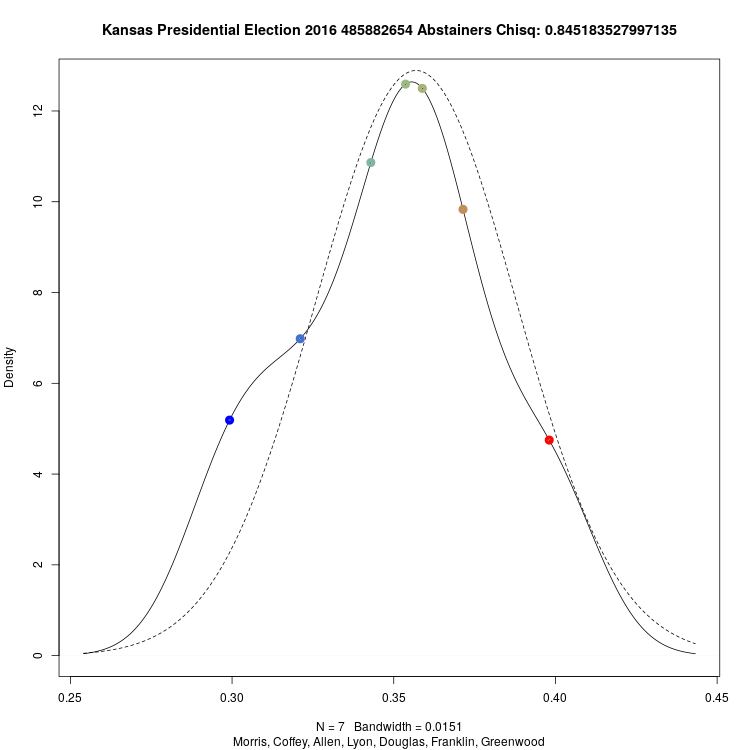 Kansas Presidential Election 2016 485882654 Abstainers Chisq: 0.845183527997135
Density
12
10
8
6
4
2
0
0.25 0.30 0.35 0.40 0.45
N = 7 Bandwidth = 0.0151
Morris, Coffey, Allen, Lyon, Douglas, Franklin, Greenwood